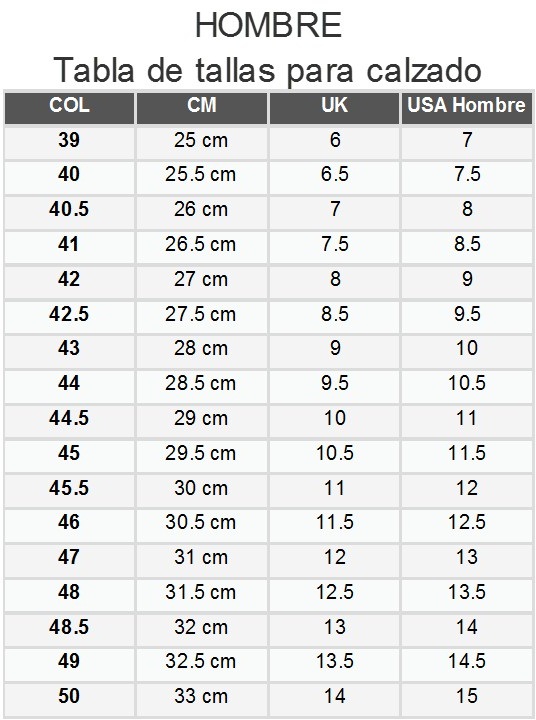 HOMBRE
Tabla de tallas para calzado
COL CM UK USA Hombre
39 25 cm 6 7
40 25.5 cm 6.5 7.5
40.5 26 cm 7 8
41 26.5 cm 7.5 8.5
42 27 cm 8 9
42.5 27.5 cm 8.5 9.5
43 28 cm 9 10
44 28.5 cm 9.5 10.5
44.5 29 cm 10 11
45 29.5 cm 10.5 11.5
45.5 30 cm 11 12
46 30.5 cm 11.5 12.5
47 31 cm 12 13
48 31.5 cm 12.5 13.5
48.5 32 cm 13 14
49 32.5 cm 13.5 14.5
50 33 cm 14 15